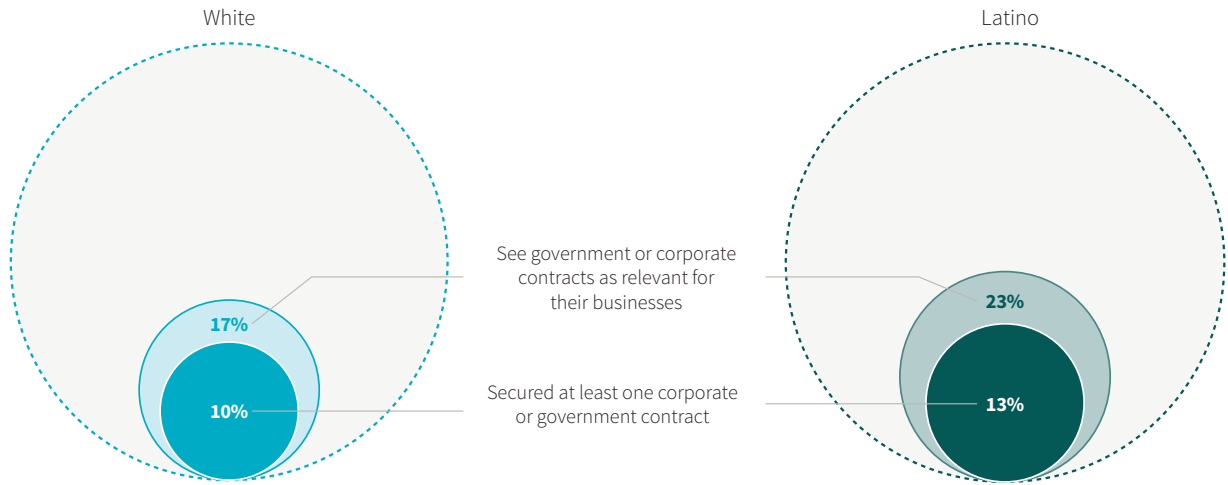 White
Latino
See government or corporate
contracts as relevant for
their businesses
17%
23%
Secured at least one corporate
or government contract
10%
13%